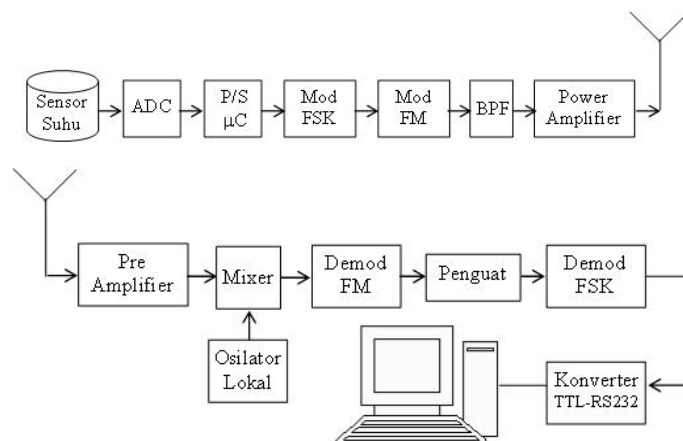 Sensor
Suhu
ADC
P/S
μC
Mod
FSK
Mod
FM
BPF
Power
Amplifier
Pre
Amplifier
Mixer
Demod
FM
Penguat
Demod
FSK
Osilator
Lokal
Konverter
TTL-RS232